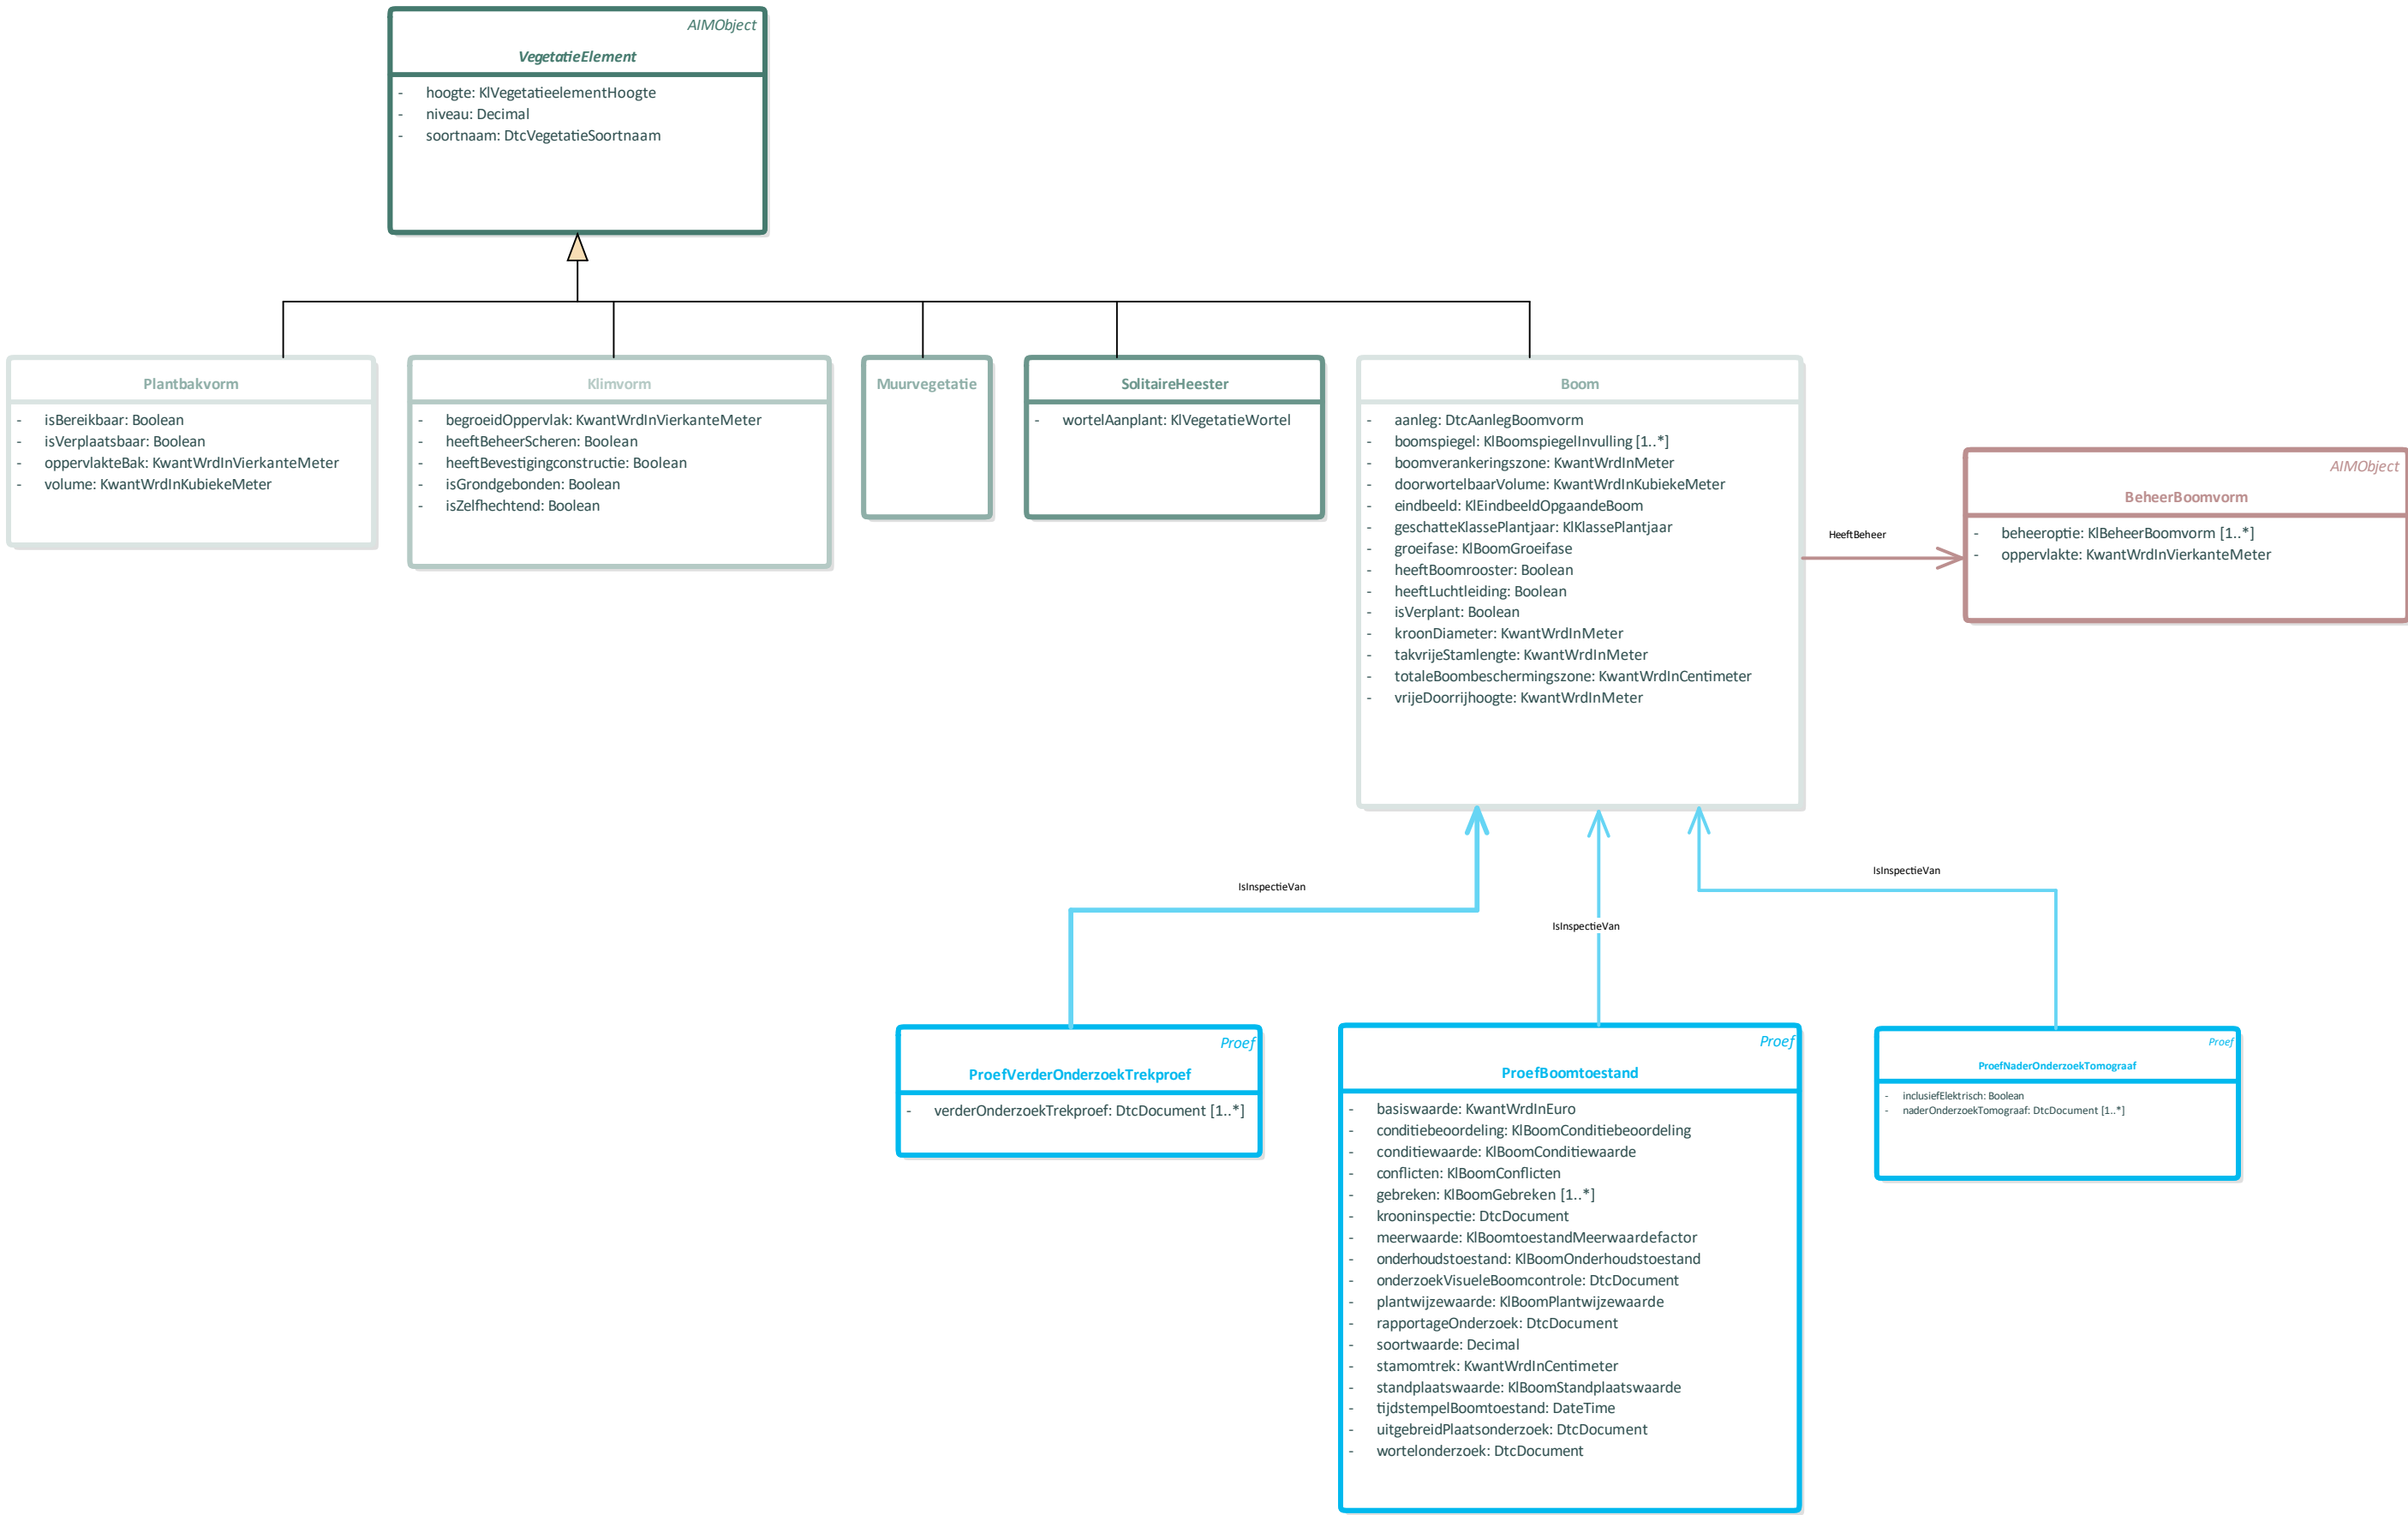 AIMObject
VegetatieElement
- hoogte: KlVegetatieelementHoogte
- niveau: Decimal
- soortnaam: DtcVegetatieSoortnaam
Plantbakvorm
- isBereikbaar: Boolean
- isVerplaatsbaar: Boolean
- oppervlakteBak: KwantWrdInVierkanteMeter
- volume: KwantWrdInKubiekeMeter
Klimvorm
- begroeidOppervlak: KwantWrdInVierkanteMeter
- heeftBeheerScheren: Boolean
- heeftBevestigingconstructie: Boolean
- isGrondgebonden: Boolean
- isZelfhechtend: Boolean
Muurvegetatie
SolitaireHeester
- wortelAanplant: KlVegetatieWortel
Boom
- aanleg: DtcAanlegBoomvorm
- boomspiegel: KlBoomspiegelInvulling [1..*]
- boomverankeringszone: KwantWrdInMeter
- doorwortelbaarVolume: KwantWrdInKubiekeMeter
- eindbeeld: KlEindbeeldOpgaandeBoom
- geschatteKlassePlantjaar: KlKlassePlantjaar
- groeifase: KlBoomGroeifase
- heeftBoomrooster: Boolean
- heeftLuchtleiding: Boolean
- isVerplant: Boolean
- kroonDiameter: KwantWrdInMeter
- takvrijeStamlengte: KwantWrdInMeter
- totaleBoombeschermingszone: KwantWrdInCentimeter
- vrijeDoorrijhoogte: KwantWrdInMeter
HeeftBeheer
AIMObject
BeheerBoomvorm
- beheeroptie: KlBeheerBoomvorm [1..*]
- oppervlakte: KwantWrdInVierkanteMeter
IsInspectieVan
IsInspectieVan
IsInspectieVan
Proef
ProefVerderOnderzoekTrekproef
- verderOnderzoekTrekproef: DtcDocument [1..*]
Proef
ProefBoomtoestand
- basiswaarde: KwantWrdInEuro
- conditiebeoordeling: KlBoomConditiebeoordeling
- conditiewaarde: KlBoomConditiewaarde
- conflicten: KlBoomConflicten
- gebreken: KlBoomGebreken [1..*]
- krooninspectie: DtcDocument
- meerwaarde: KlBoomtoestandMeerwaardefactor
- onderhoudstoestand: KlBoomOnderhoudstoestand
- onderzoekVisueleBoomcontrole: DtcDocument
- plantwijzewaarde: KlBoomPlantwijzewaarde
- rapportageOnderzoek: DtcDocument
- soortwaarde: Decimal
- stamomtrek: KwantWrdInCentimeter
- standplaatswaarde: KlBoomStandplaatswaarde
- tijdstempelBoomtoestand: DateTime
- uitgebreidPlaatsonderzoek: DtcDocument
- wortelonderzoek: DtcDocument
Proef
ProefNaderOnderzoekTomograaf
- inclusiefElektrisch: Boolean
- naderOnderzoekTomograaf: DtcDocument [1..*]